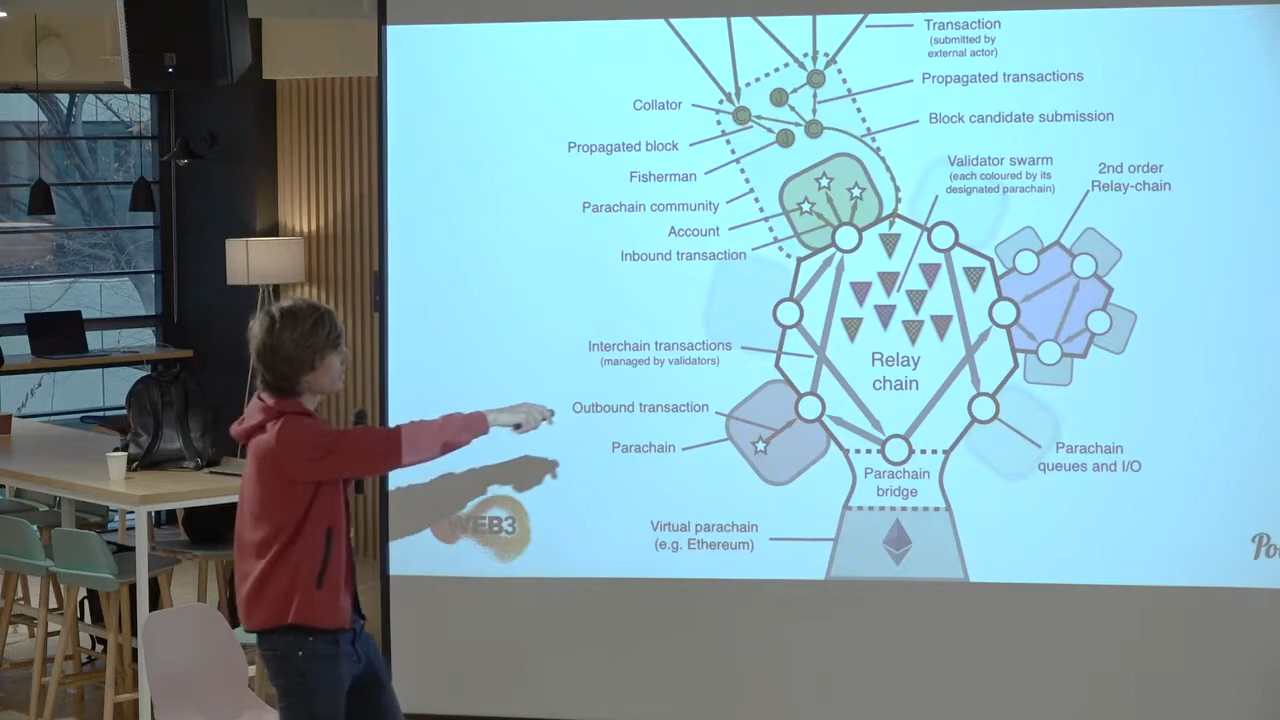 Transaction
(submitted by
external actor)
Propagated transactions
Collator
Block candidate submission
Propagated block
Validator swarm
(each coloured by its
designated parachain)
2nd order
Relay-chain
Fisherman
Parachain community
Account
Inbound transaction
Interchain transactions
(managed by validators)
Relay
chain
Outbound transaction
Parachain
Parachain
queues and I/O
Parachain
bridge
WEB3
Virtual parachain
(e.g. Ethereum)